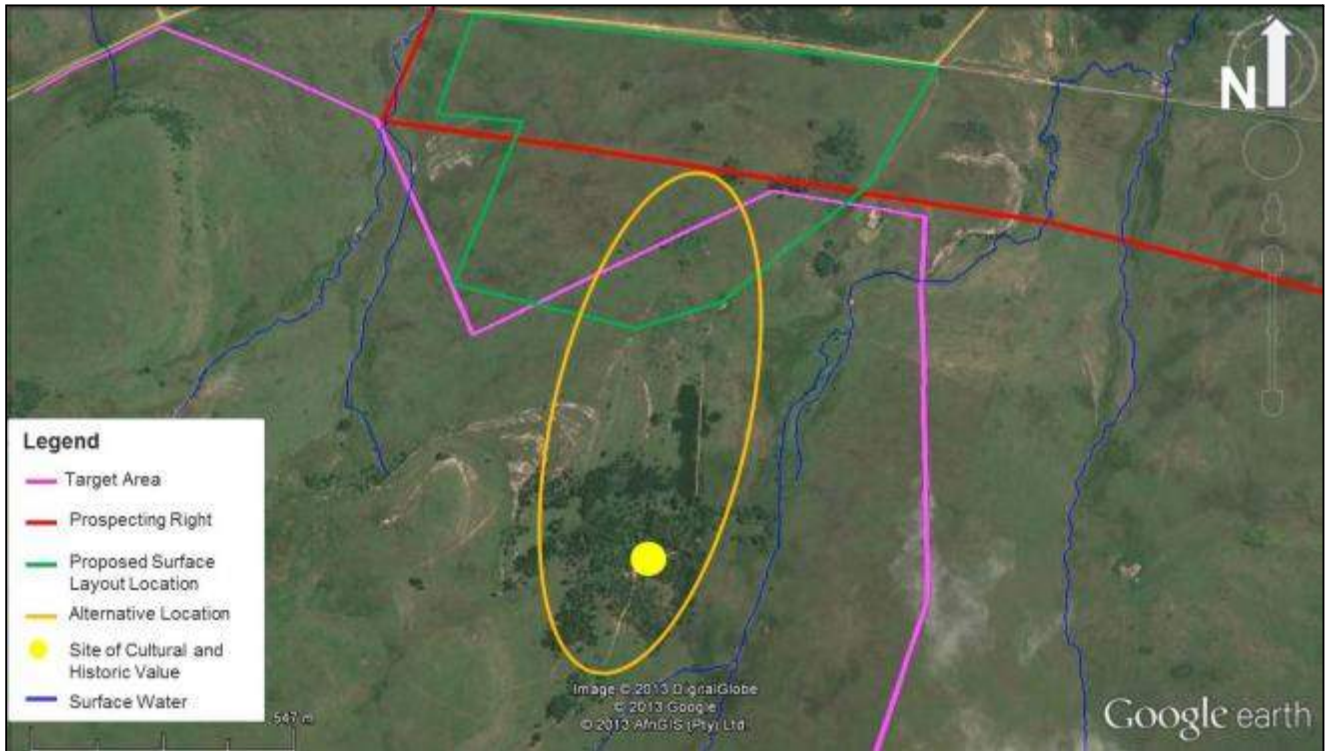 N
Legend
Target Area
Prospecting Right
Proposed Surface
Layout Location
Alternative Location
Site of Cultural and
Historic Value
Surface Water
547 m
Image © 2013 DigitalGlobe
© 2013 Google
© 2013 AfriGIS (Pty) Ltd.
Google earth